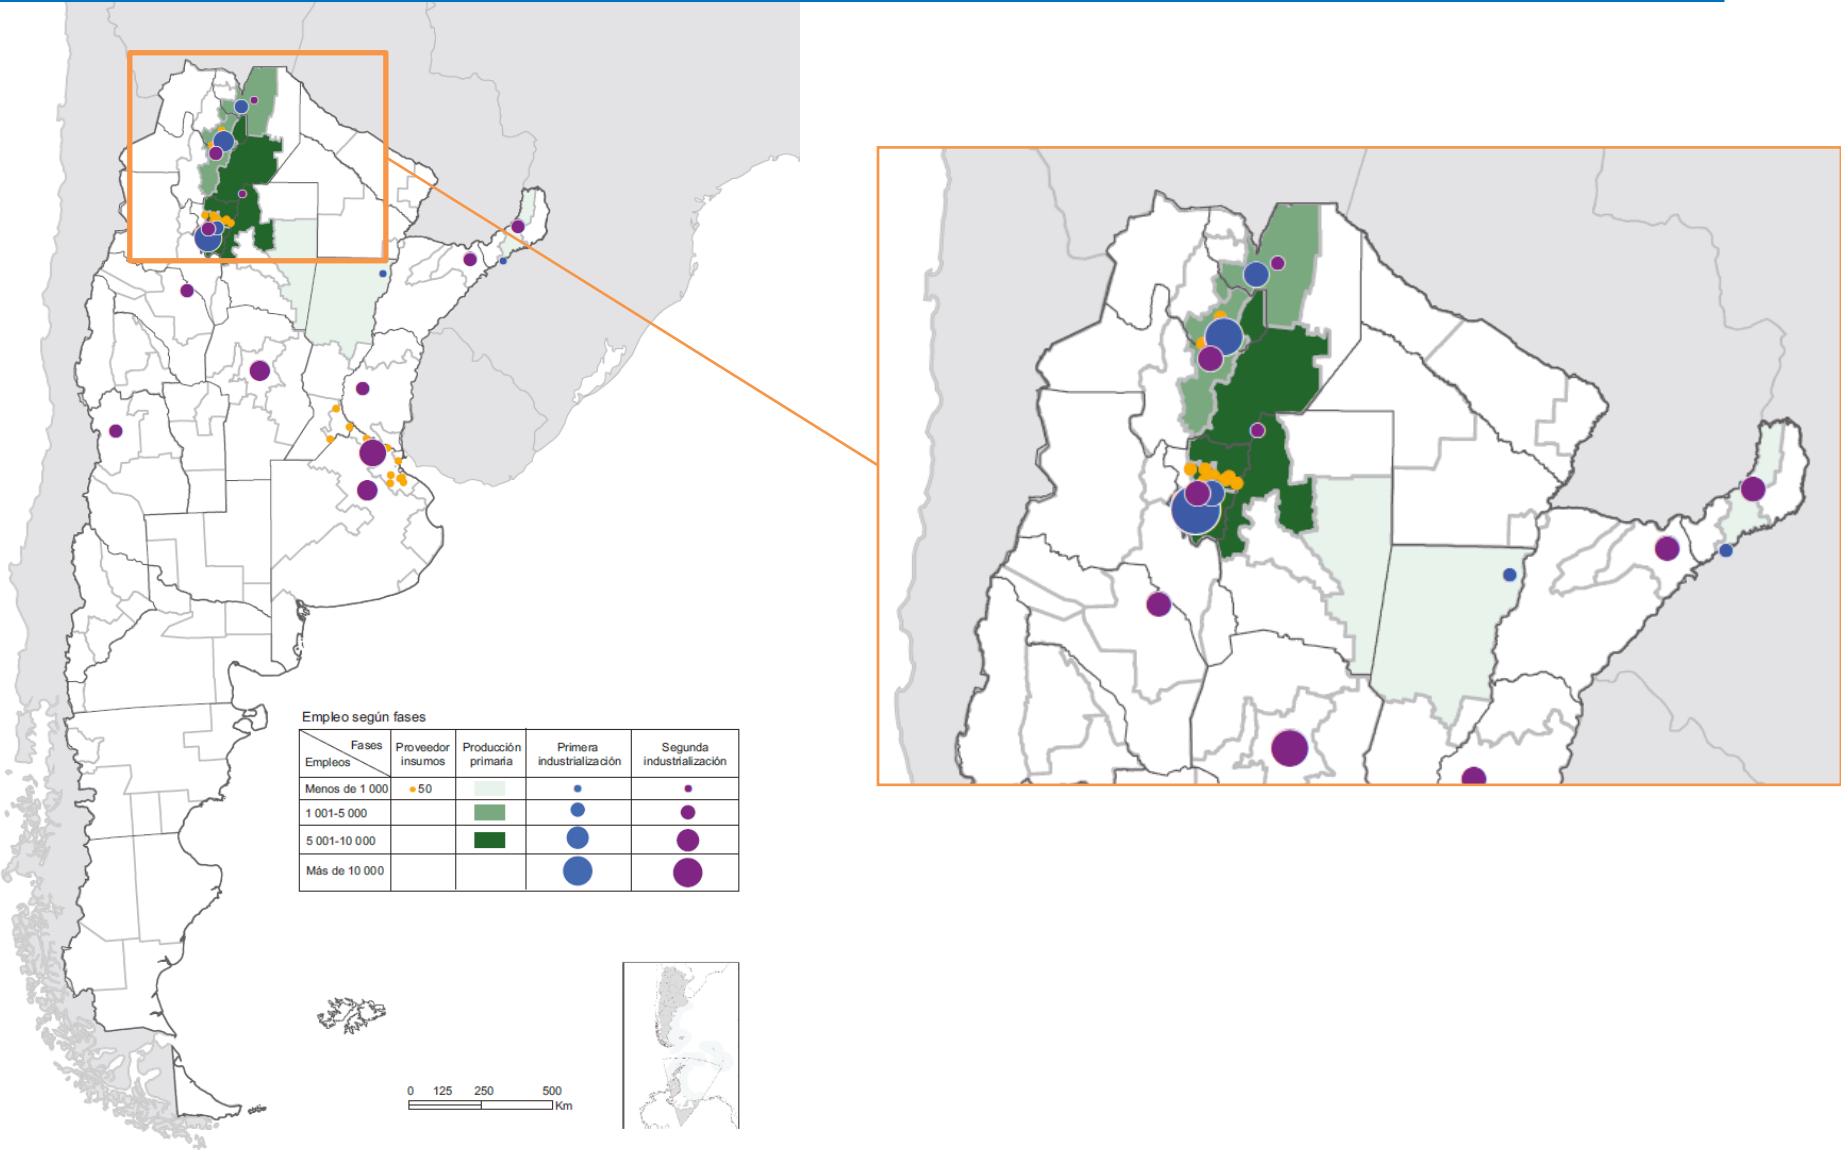 Empleo según fases
Fases
Empleos
Proveedor
insumos
Producción
primaria
Primera
industrialización
Segunda
industrialización
Menos de 1 000
50
1 001-5 000
5 001-10 000
Más de 10 000
0 125 250 500
Km